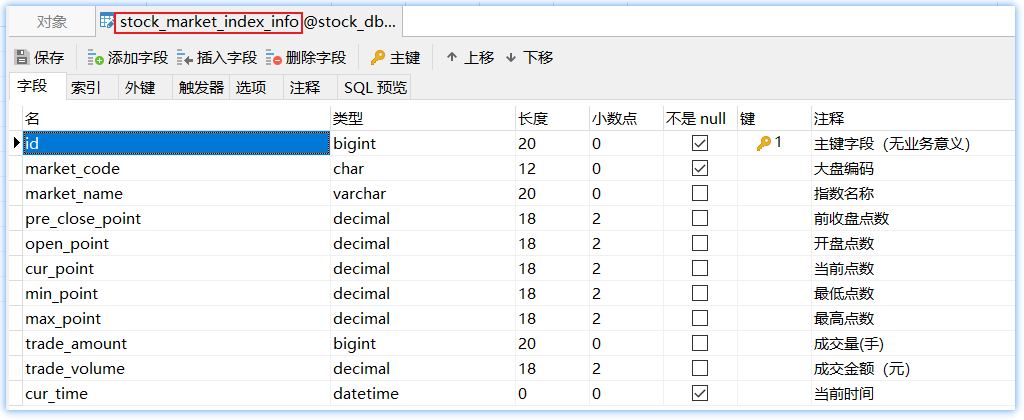 对象 stock_market_index_info @stock_db...
保存 添加字段 插入字段 删除字段 主键 上移 下移
字段 索引 外键 触发器 选项 注释 SQL 预览
名 类型 长度 小数点 不是 null 键 注释
id bigint 20 0 1 主键字段（无业务意义）
market_code char 12 0 大盘编码
market_name varchar 20 0 指数名称
pre_close_point decimal 18 2 前收盘点数
open_point decimal 18 2 开盘点数
cur_point decimal 18 2 当前点数
min_point decimal 18 2 最低点数
max_point decimal 18 2 最高点数
trade_amount bigint 20 0 成交量(手)
trade_volume decimal 18 2 成交金额（元）
cur_time datetime 0 0 当前时间